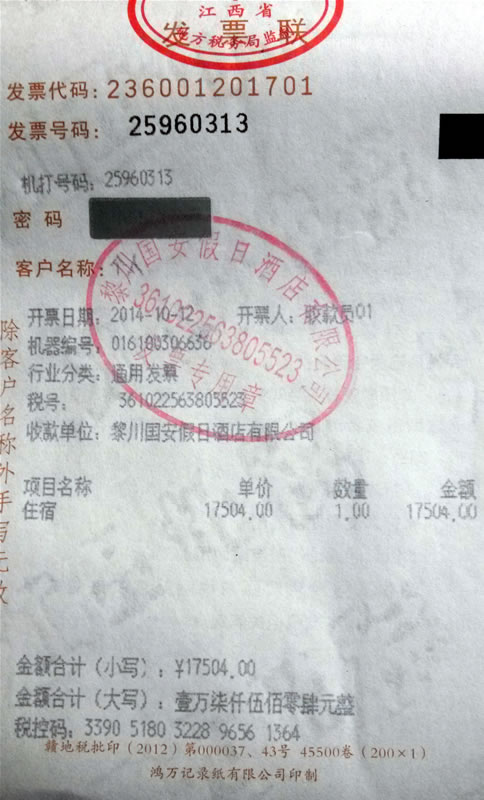 江西省
发票联
地方税务局监制
发票代码：236001201701
发票号码：25960313
机打号码：25960313
密 码
客户名称：
开票日期：2014-10-12 开票人：收款员01
机器编号：016100306636
行业分类：通用发票
税号： 361022563805523
收款单位：黎川国安假日酒店有限公司
黎川国安假日酒店有限公司
361022563805523
发票专用章
除客户名称外手写无效
项目名称 单价 数量 金额
住宿 17504.00 1.00 17504.00
金额合计（小写）：¥17504.00
金额合计（大写）：壹万柒仟伍佰零肆元整
税控码：3390 5180 3228 9656 1364
赣地税批印（2012）第000037、43号 45500卷（200×1）
鸿万记录纸有限公司印制